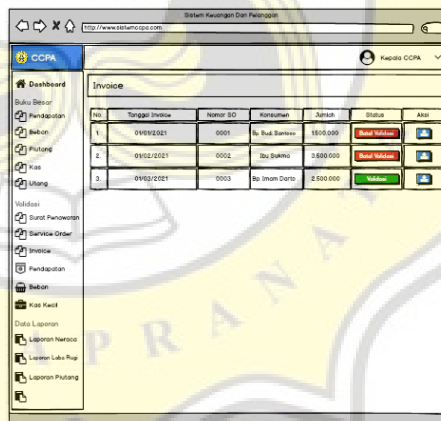 Sistem Keuangan Dan Pelanggan
http://www.sistemccpa.com
CCPA
Kepala CCPA
Dashboard
Buku Besar
Pendapatan
Beban
Piutang
Kas
Utang
Validasi
Surat Penawaran
Service Order
Invoice
Pendapatan
Beban
Kas Kecil
Data Laporan
Laporan Neraca
Laporan Laba Rugi
Laporan Piutang
Invoice
No. Tanggal Invoice Nomor SO Konsumen Jumlah Status Aksi
1. 01/01/2021 0001 Bp. Budi Santoso 1.500.000 Batal Validasi
2. 01/02/2021 0002 Ibu Sukma 3.500.000 Batal Validasi
3. 01/03/2021 0003 Bp. Imam Darto 2.500.000 Validasi
APRANATA